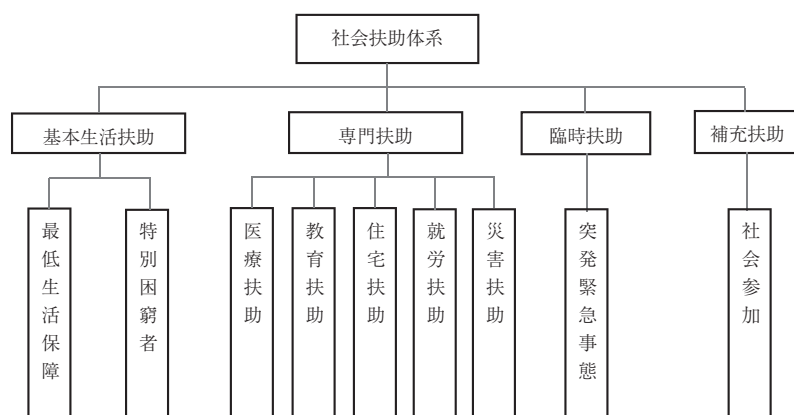 社会扶助体系
基本生活扶助
専門扶助
臨時扶助
補充扶助
最低生活保障
特別困窮者
医療扶助
教育扶助
住宅扶助
就労扶助
災害扶助
突発緊急事態
社会参加